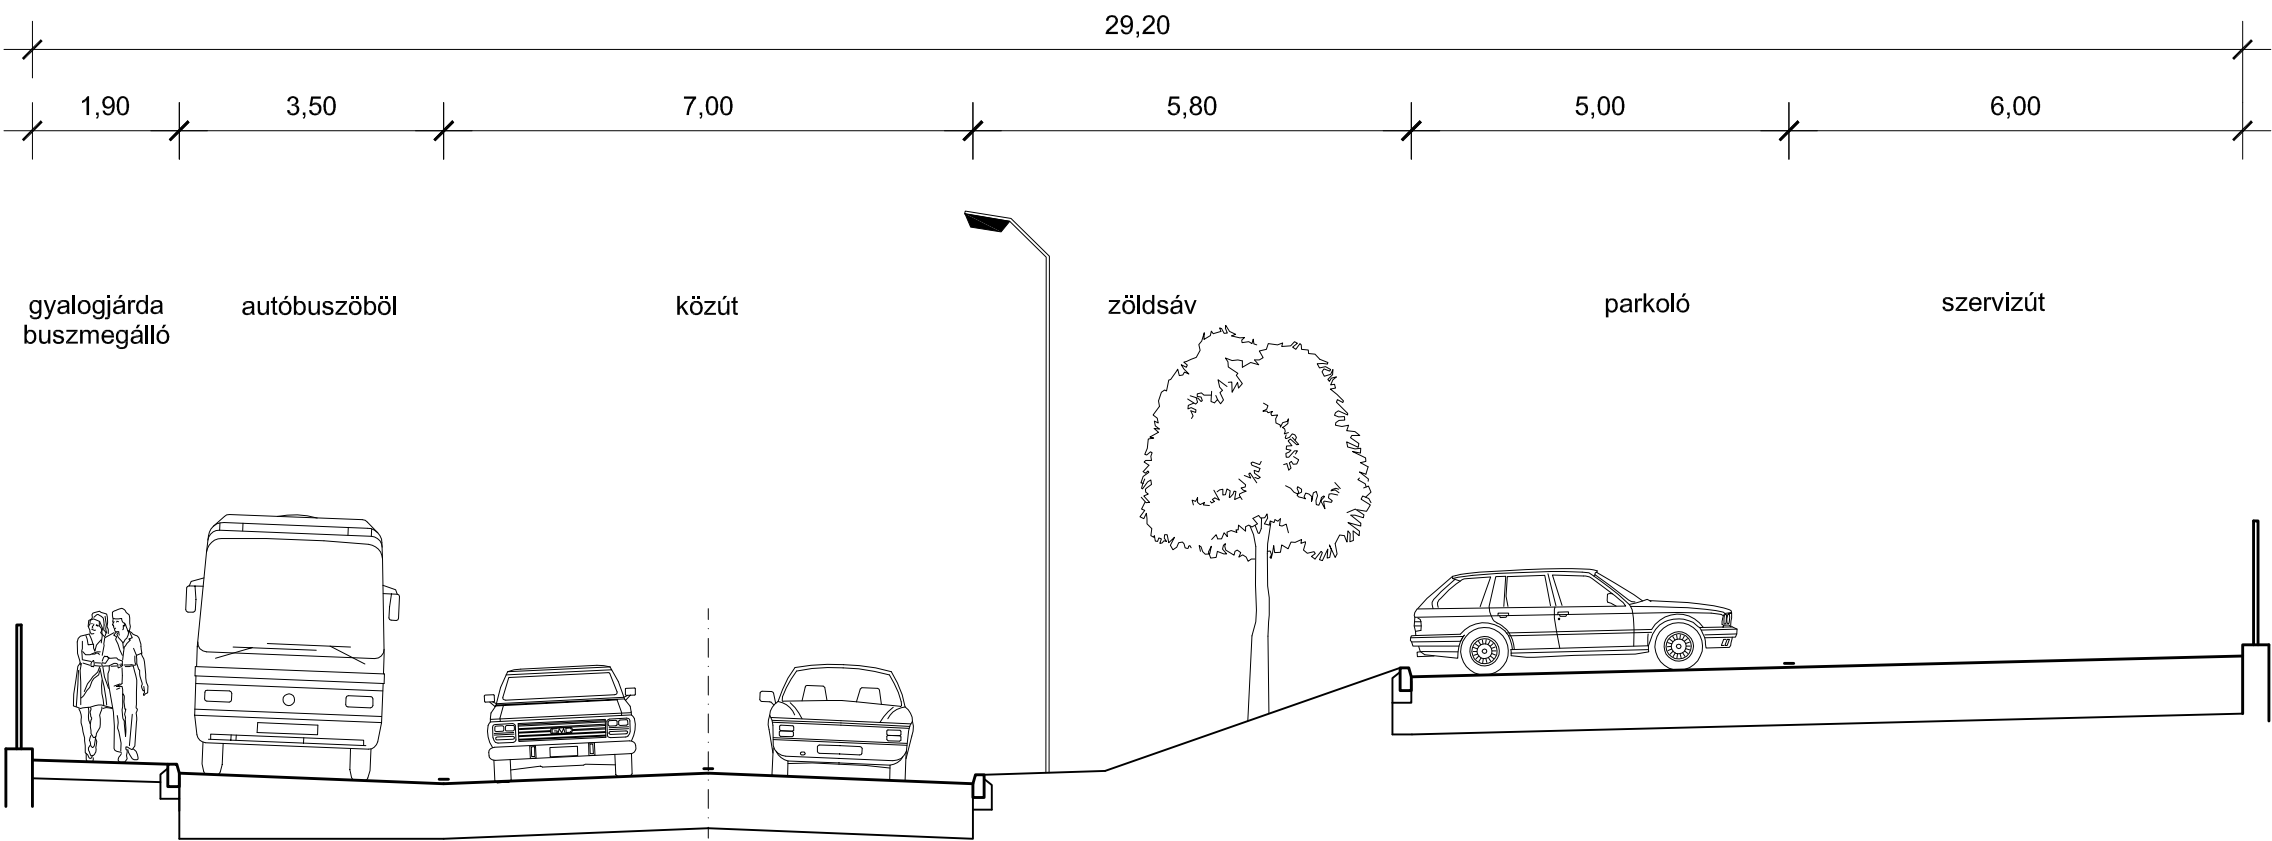 29,20
1,90 3,50 7,00 5,80 5,00 6,00
gyalogjárda autóbuszöböl közút zöldsáv parkoló szervizút
buszmegálló
GMC